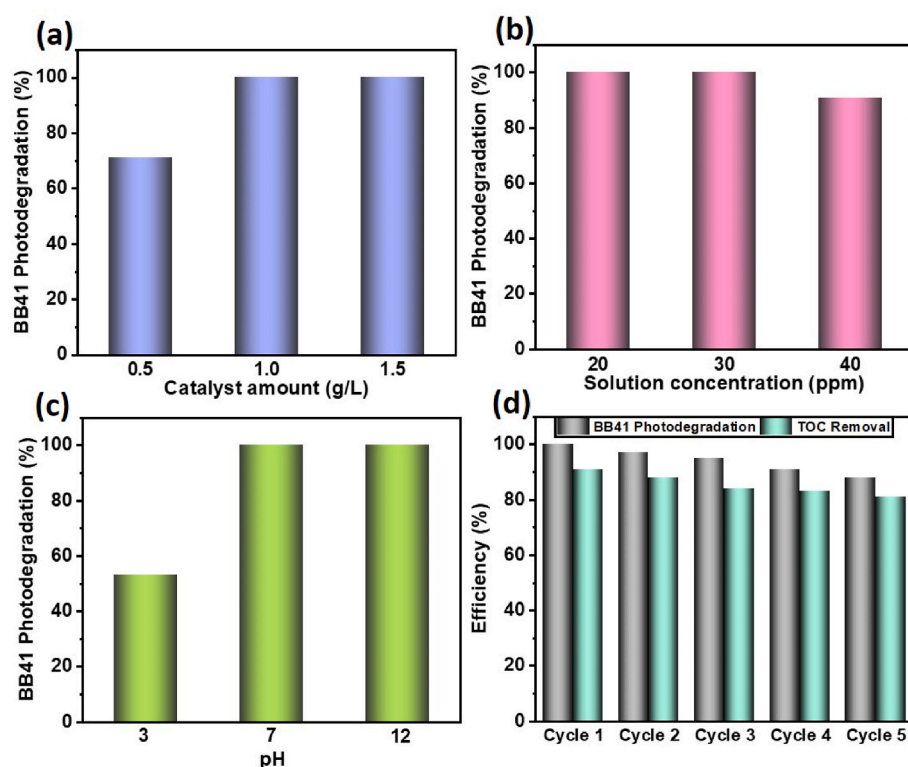 (a)
BB41 Photodegradation (%)
100
80
60
40
20
0
0.5 1.0 1.5
Catalyst amount (g/L)
(b)
BB41 Photodegradation (%)
100
80
60
40
20
0
20 30 40
Solution concentration (ppm)
(c)
BB41 Photodegradation (%)
100
80
60
40
20
0
3 7 12
pH
(d)
BB41 Photodegradation TOC Removal
Efficiency (%)
100
80
60
40
20
0
Cycle 1 Cycle 2 Cycle 3 Cycle 4 Cycle 5